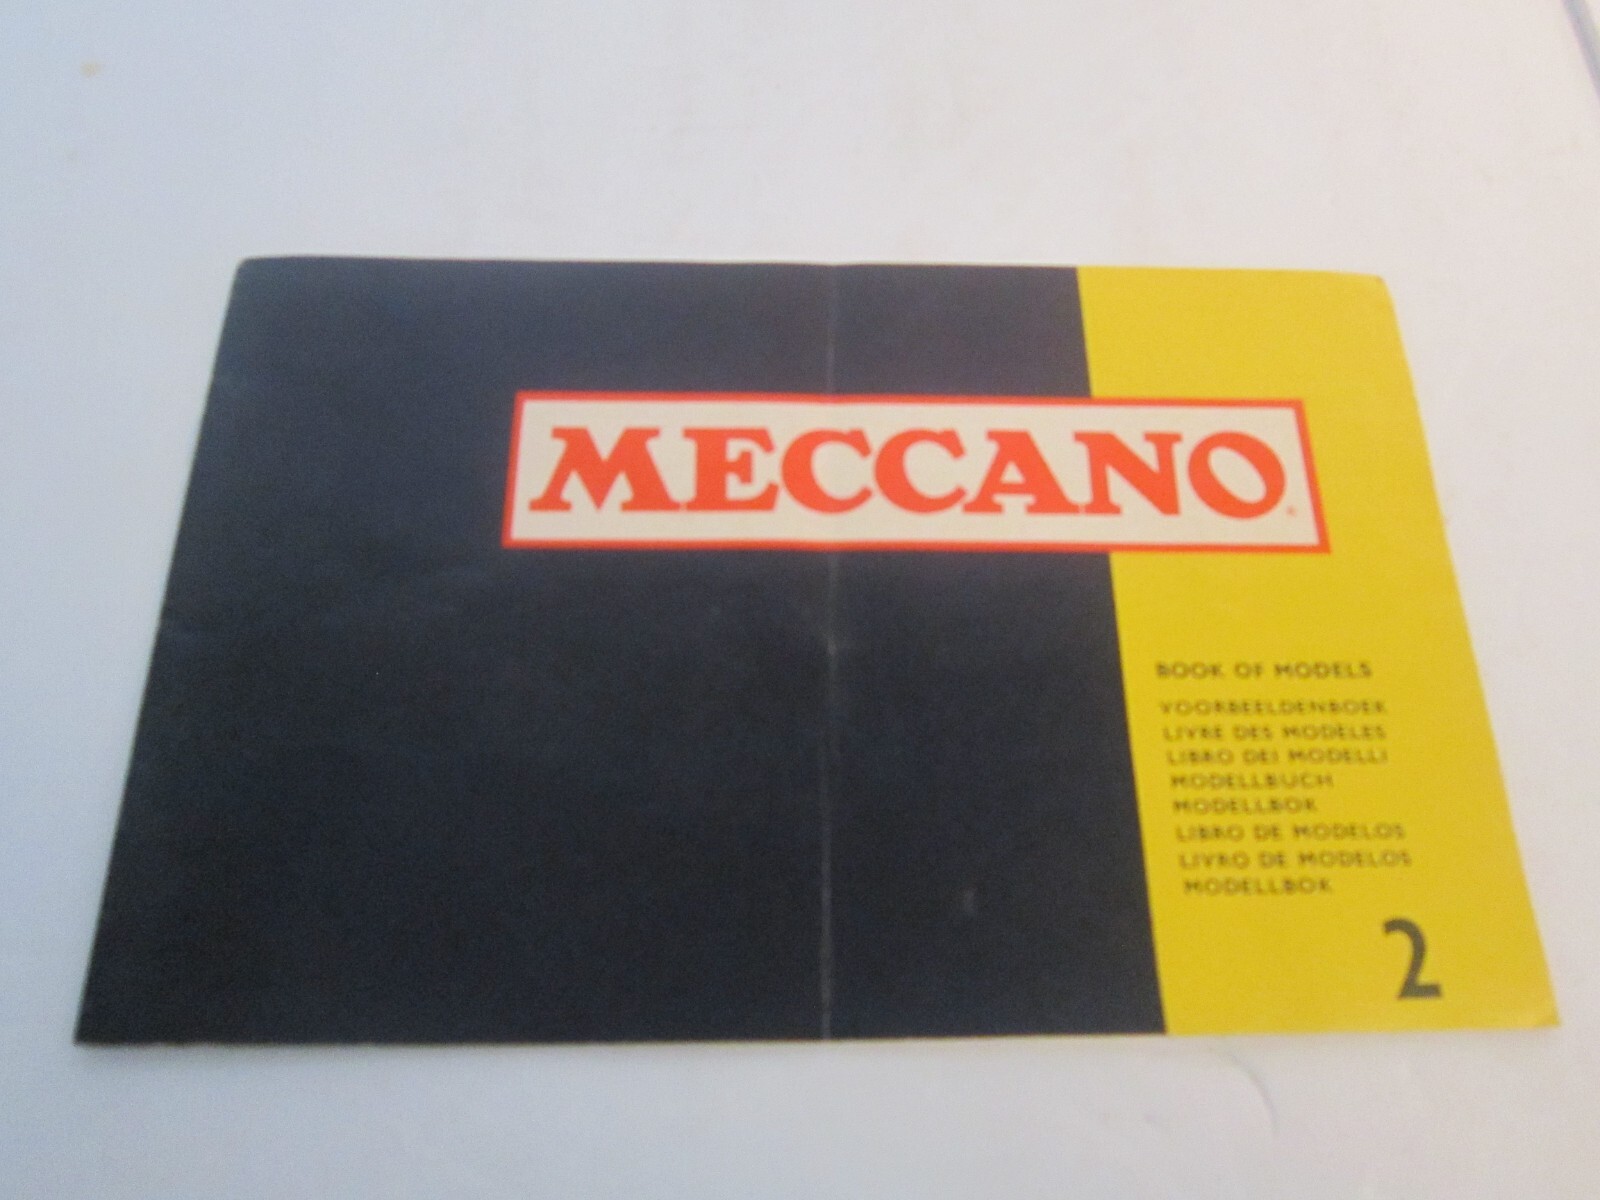 MECCANO
BOOK OF MODELS
VOORBEELDENBOEK
LIVRE DES MODÈLES
LIBRO DEI MODELLI
MODELLBUCH
MODELLBOK
LIBRO DE MODELOS
LIVRO DE MODELOS
MODELLBOK
2